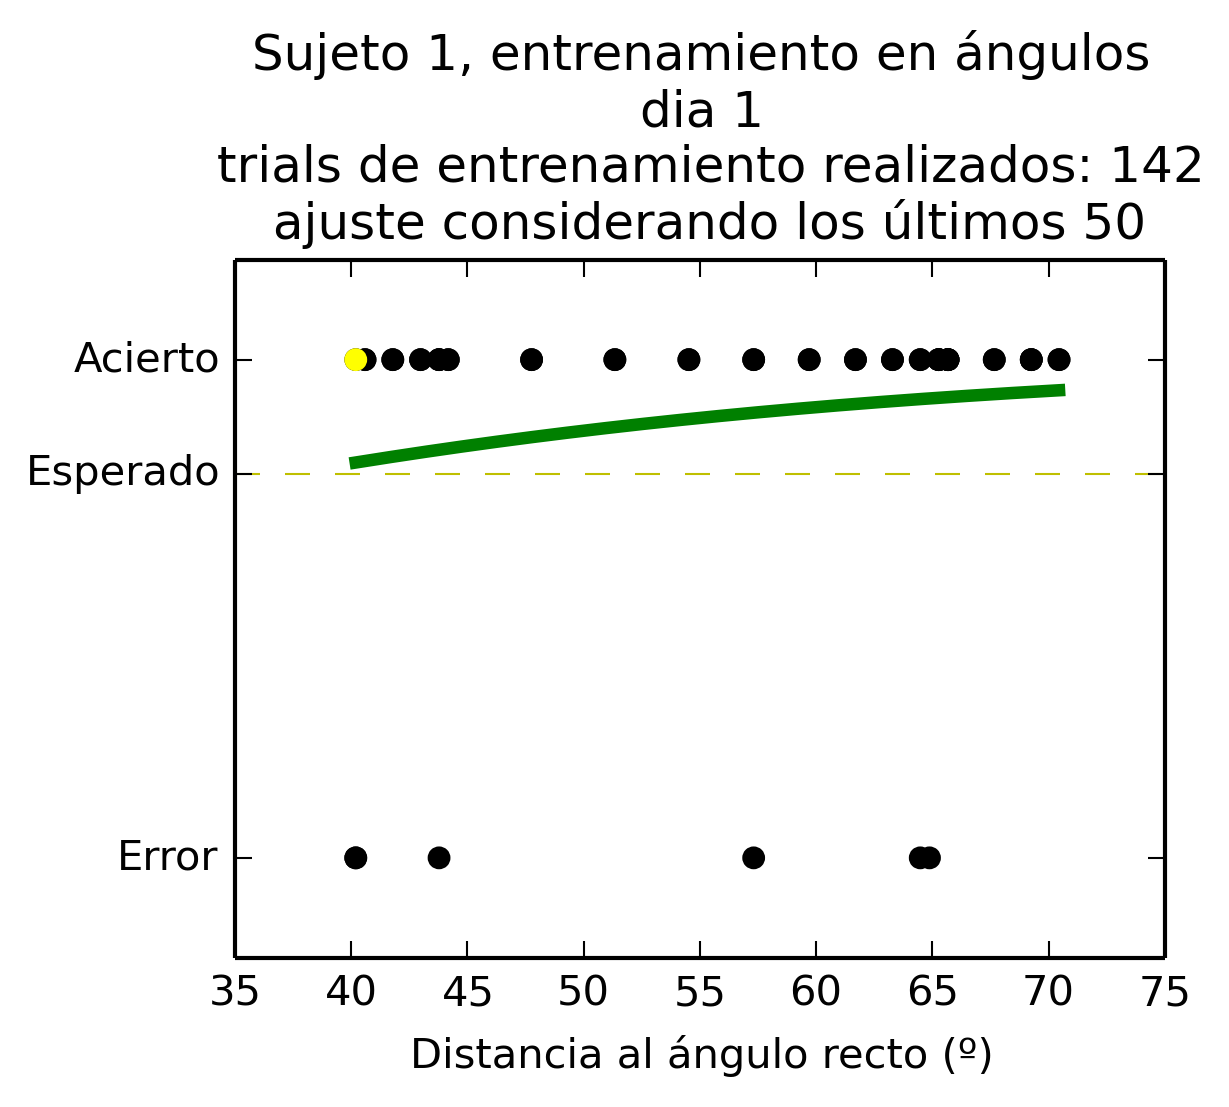 Sujeto 1, entrenamiento en ángulos
dia 1
trials de entrenamiento realizados: 142
ajuste considerando los últimos 50
Acierto
Esperado
Error
35 40 45 50 55 60 65 70 75
Distancia al ángulo recto (º)